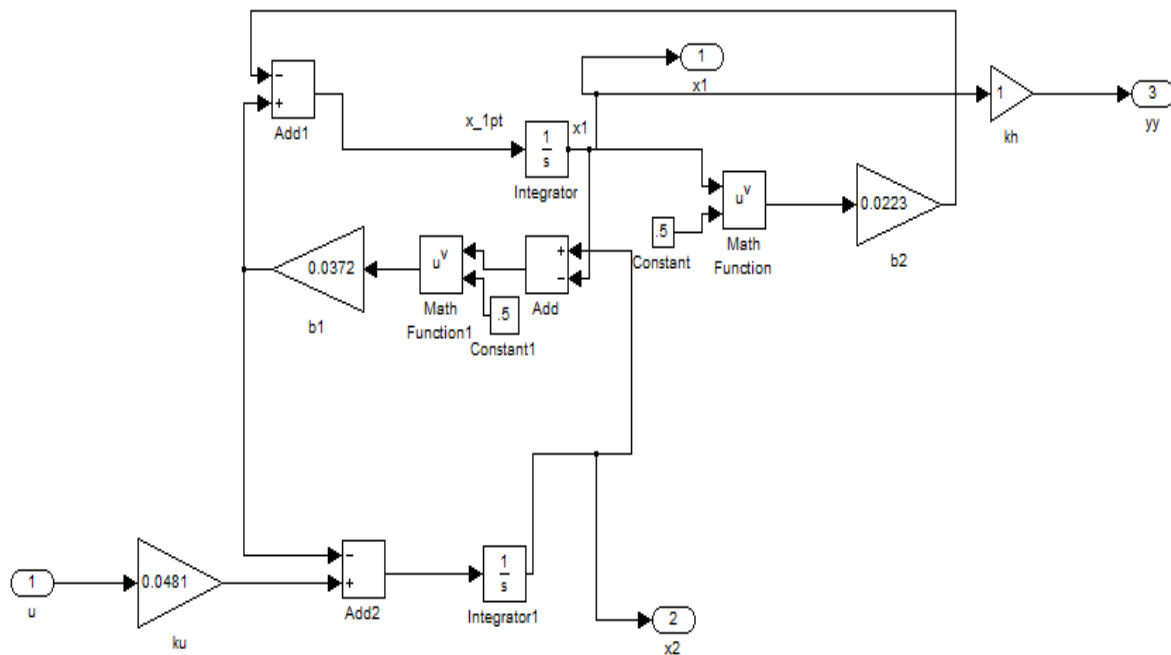 1
x1
−
+
Add1
x_1pt
1
s
x1
Integrator
1
kh
3
yy
u^v
Math
Function
.5
Constant
0.0223
b2
0.0372
b1
u^v
Math
Function1
.5
Constant1
+
−
Add
1
u
0.0481
ku
−
+
Add2
1
s
Integrator1
2
x2